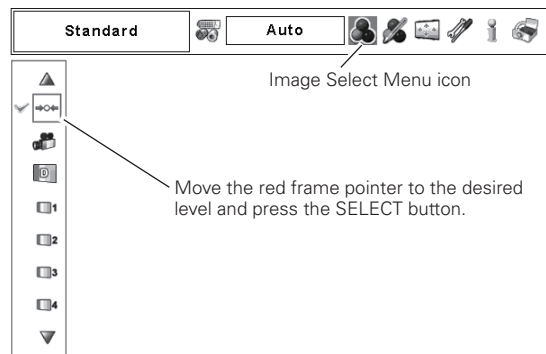 Standard
Auto
Image Select Menu icon
Move the red frame pointer to the desired
level and press the SELECT button.
D
1
2
3
4